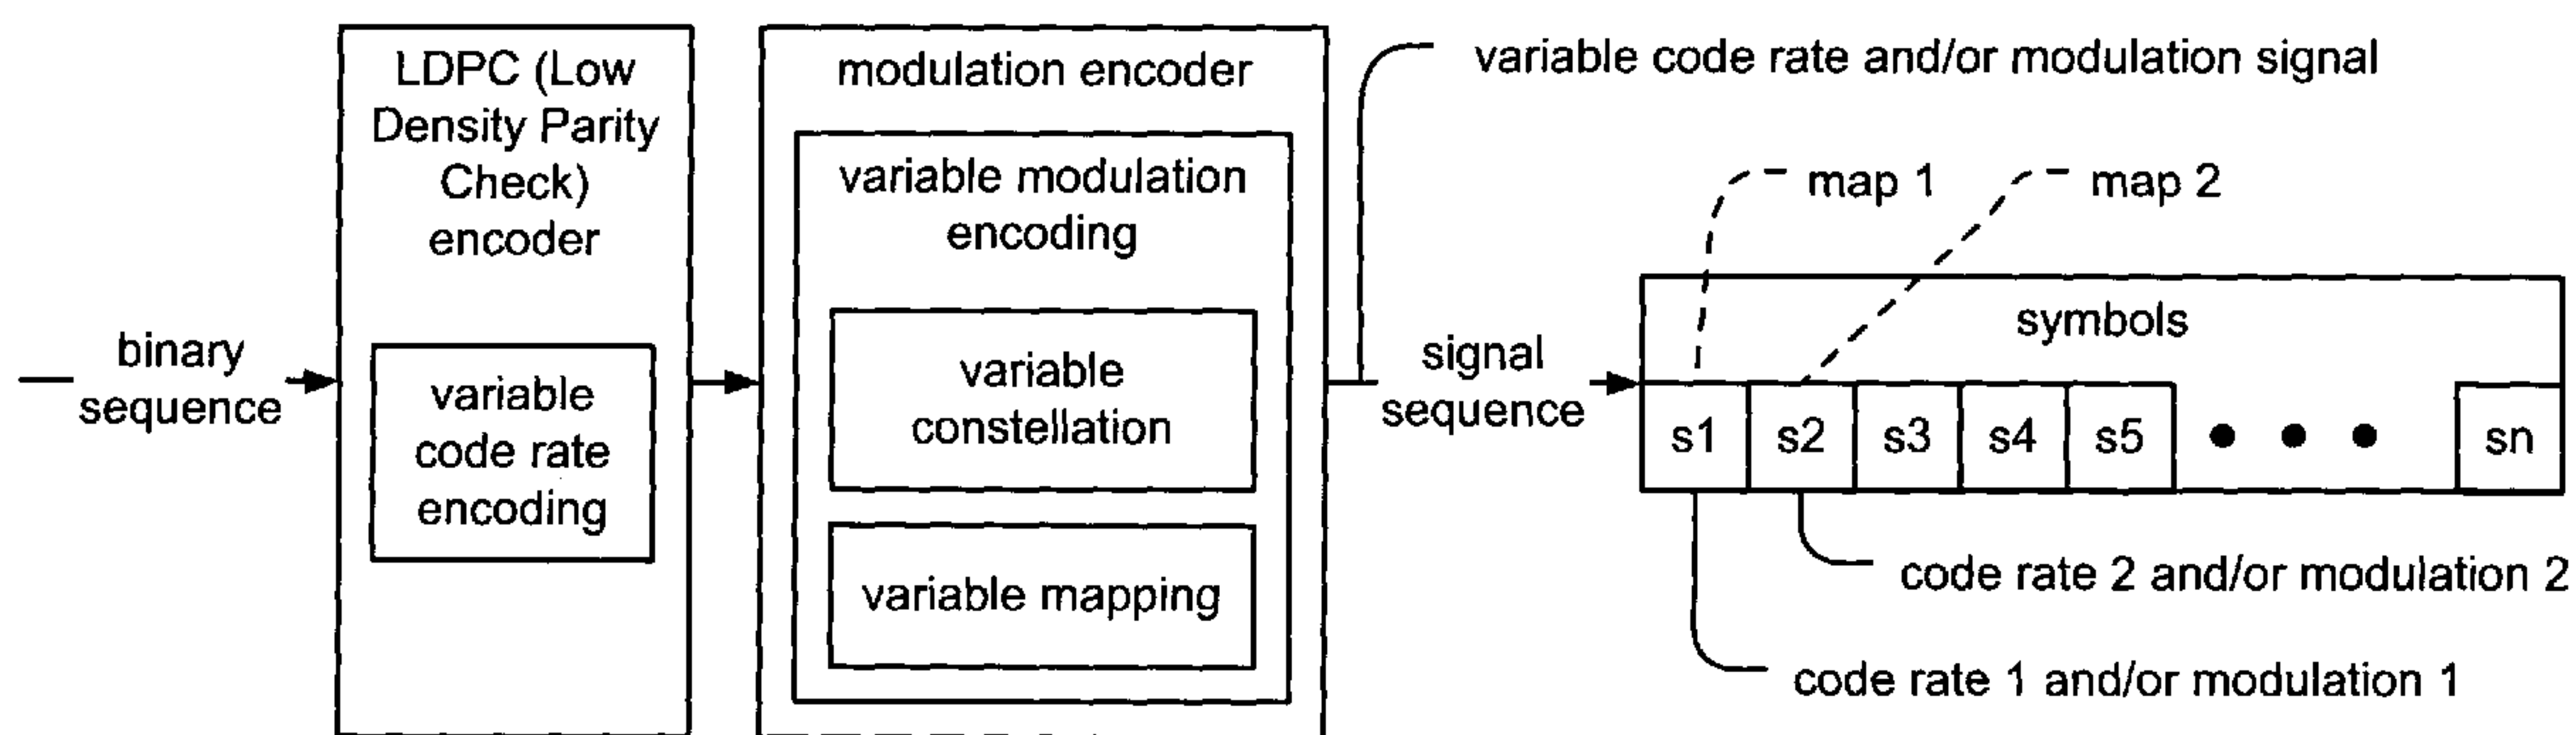 binary
sequence
LDPC (Low
Density Parity
Check)
encoder
variable
code rate
encoding
modulation encoder
variable modulation
encoding
variable
constellation
variable mapping
variable code rate and/or modulation signal
signal
sequence
map 1
map 2
symbols
s1
s2
s3
s4
s5
sn
code rate 2 and/or modulation 2
code rate 1 and/or modulation 1